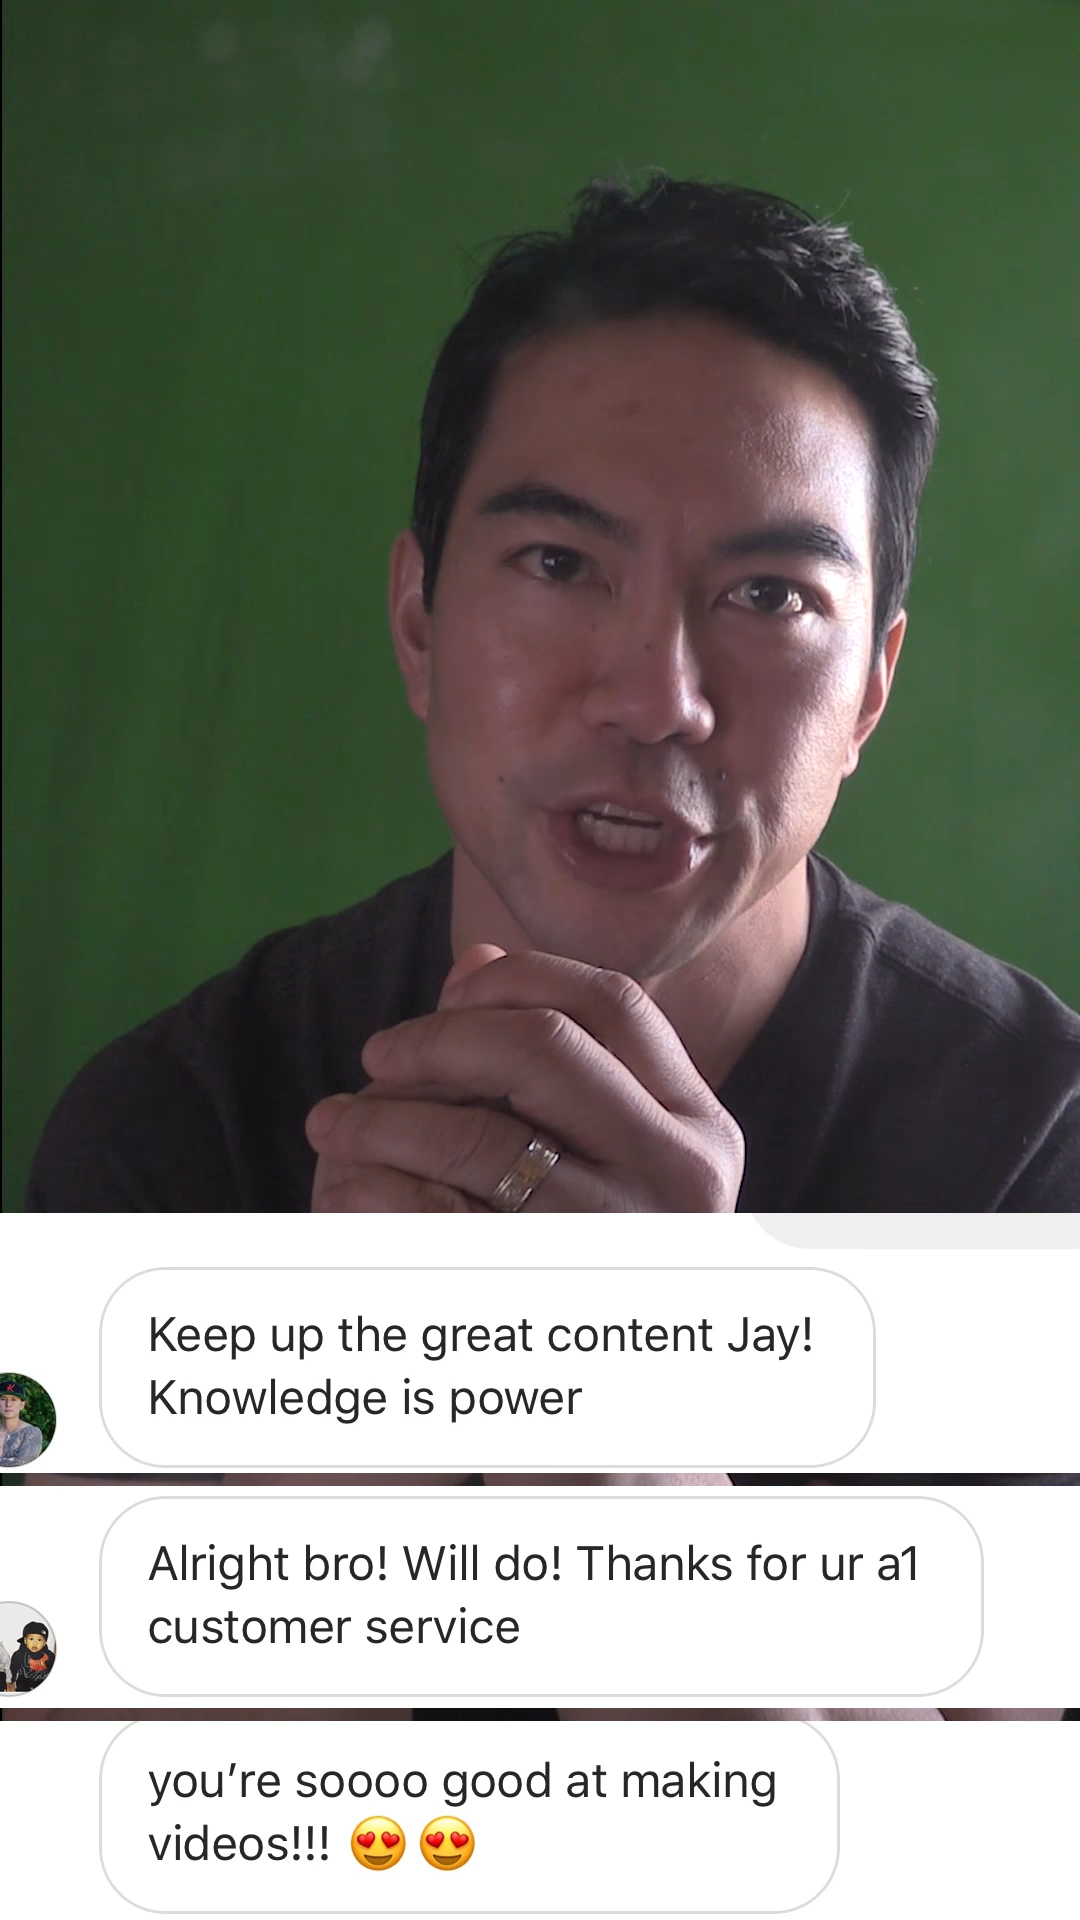 Keep up the great content Jay!
Knowledge is power
Alright bro! Will do! Thanks for ur a1
customer service
you’re soooo good at making
videos!!! 😍 😍